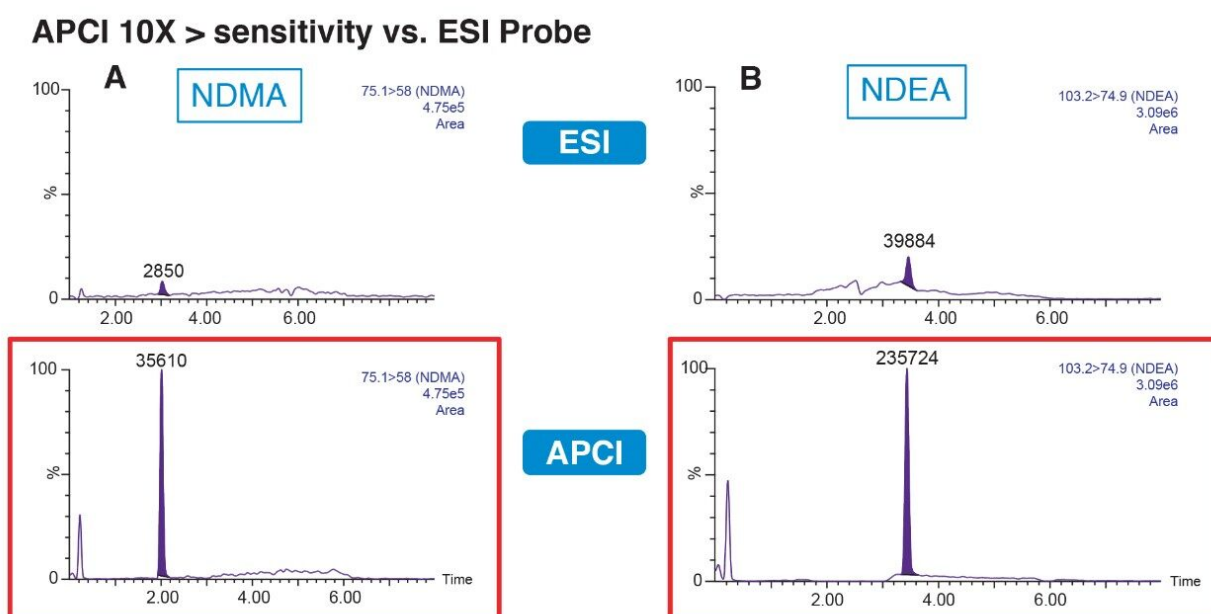 APCI 10X > sensitivity vs. ESI Probe
A
NDMA
75.1>58 (NDMA)
4.75e5
Area
100
%
0
2850
2.00 4.00 6.00
ESI
B
NDEA
103.2>74.9 (NDEA)
3.09e6
Area
100
%
0
39884
2.00 4.00 6.00
35610
75.1>58 (NDMA)
4.75e5
Area
100
%
0
2.00 4.00 6.00
Time
APCI
235724
103.2>74.9 (NDEA)
3.09e6
Area
100
%
0
2.00 4.00 6.00
Time